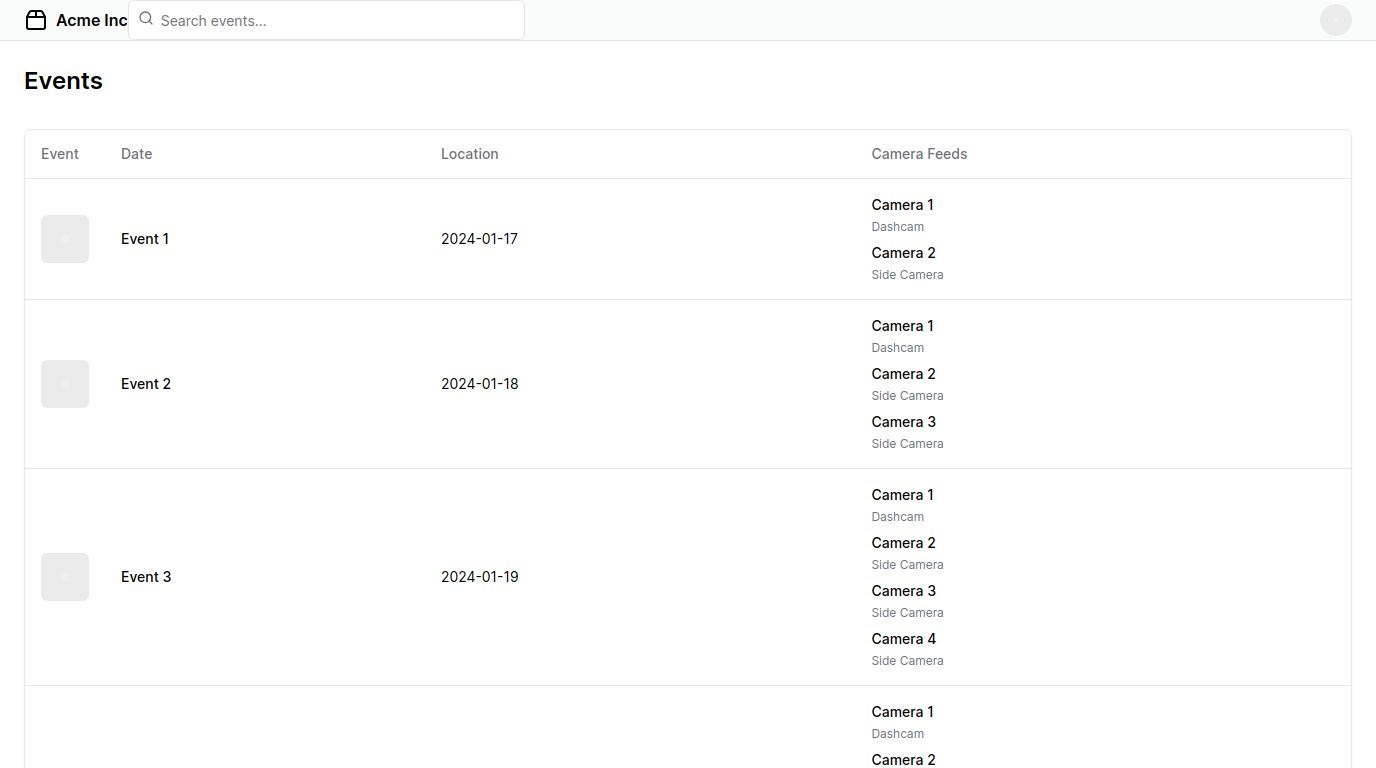 Acme Inc
Search events...
Events
Event Date Location Camera Feeds
Camera 1
Dashcam
Event 1 2024-01-17
Camera 2
Side Camera
Camera 1
Dashcam
Camera 2
Event 2 2024-01-18
Side Camera
Camera 3
Side Camera
Camera 1
Dashcam
Camera 2
Side Camera
Event 3 2024-01-19
Camera 3
Side Camera
Camera 4
Side Camera
Camera 1
Dashcam
Camera 2